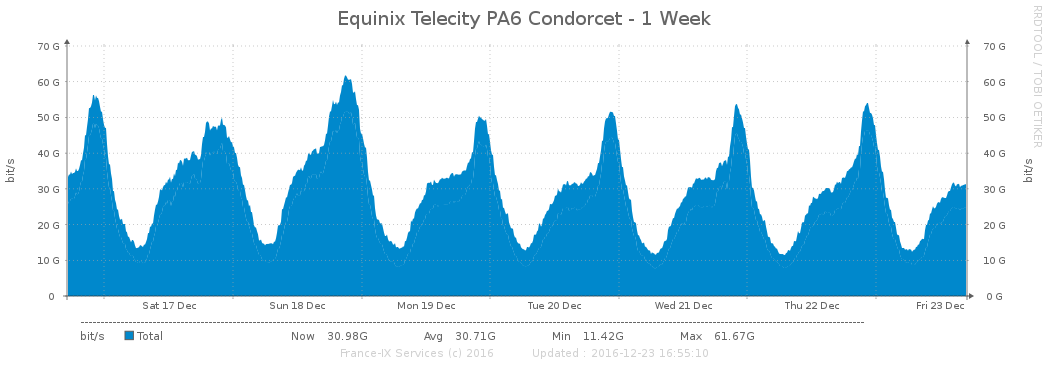 Equinix Telecity PA6 Condorcet - 1 Week
RRDTOOL / TOBI OETIKER
bit/s
70 G 70 G
60 G 60 G
50 G 50 G
40 G 40 G
30 G 30 G
20 G 20 G
10 G 10 G
0 0 G
bit/s
Sat 17 Dec Sun 18 Dec Mon 19 Dec Tue 20 Dec Wed 21 Dec Thu 22 Dec Fri 23 Dec
bit/s Total Now 30.98G Avg 30.71G Min 11.42G Max 61.67G
France-IX Services (c) 2016 Updated : 2016-12-23 16:55:10